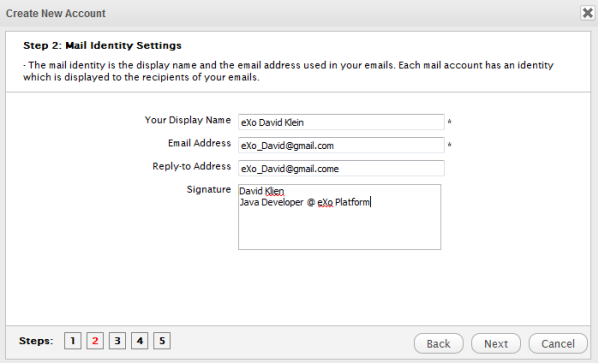 Create New Account
Step 2: Mail Identity Settings
- The mail identity is the display name and the email address used in your emails. Each mail account has an identity
which is displayed to the recipients of your emails.
Your Display Name eXo David Klein *
Email Address eXo_David@gmail.com *
Reply-to Address eXo_David@gmail.come
Signature David Klien
Java Developer @ eXo Platform
Steps: 1 2 3 4 5 Back Next Cancel